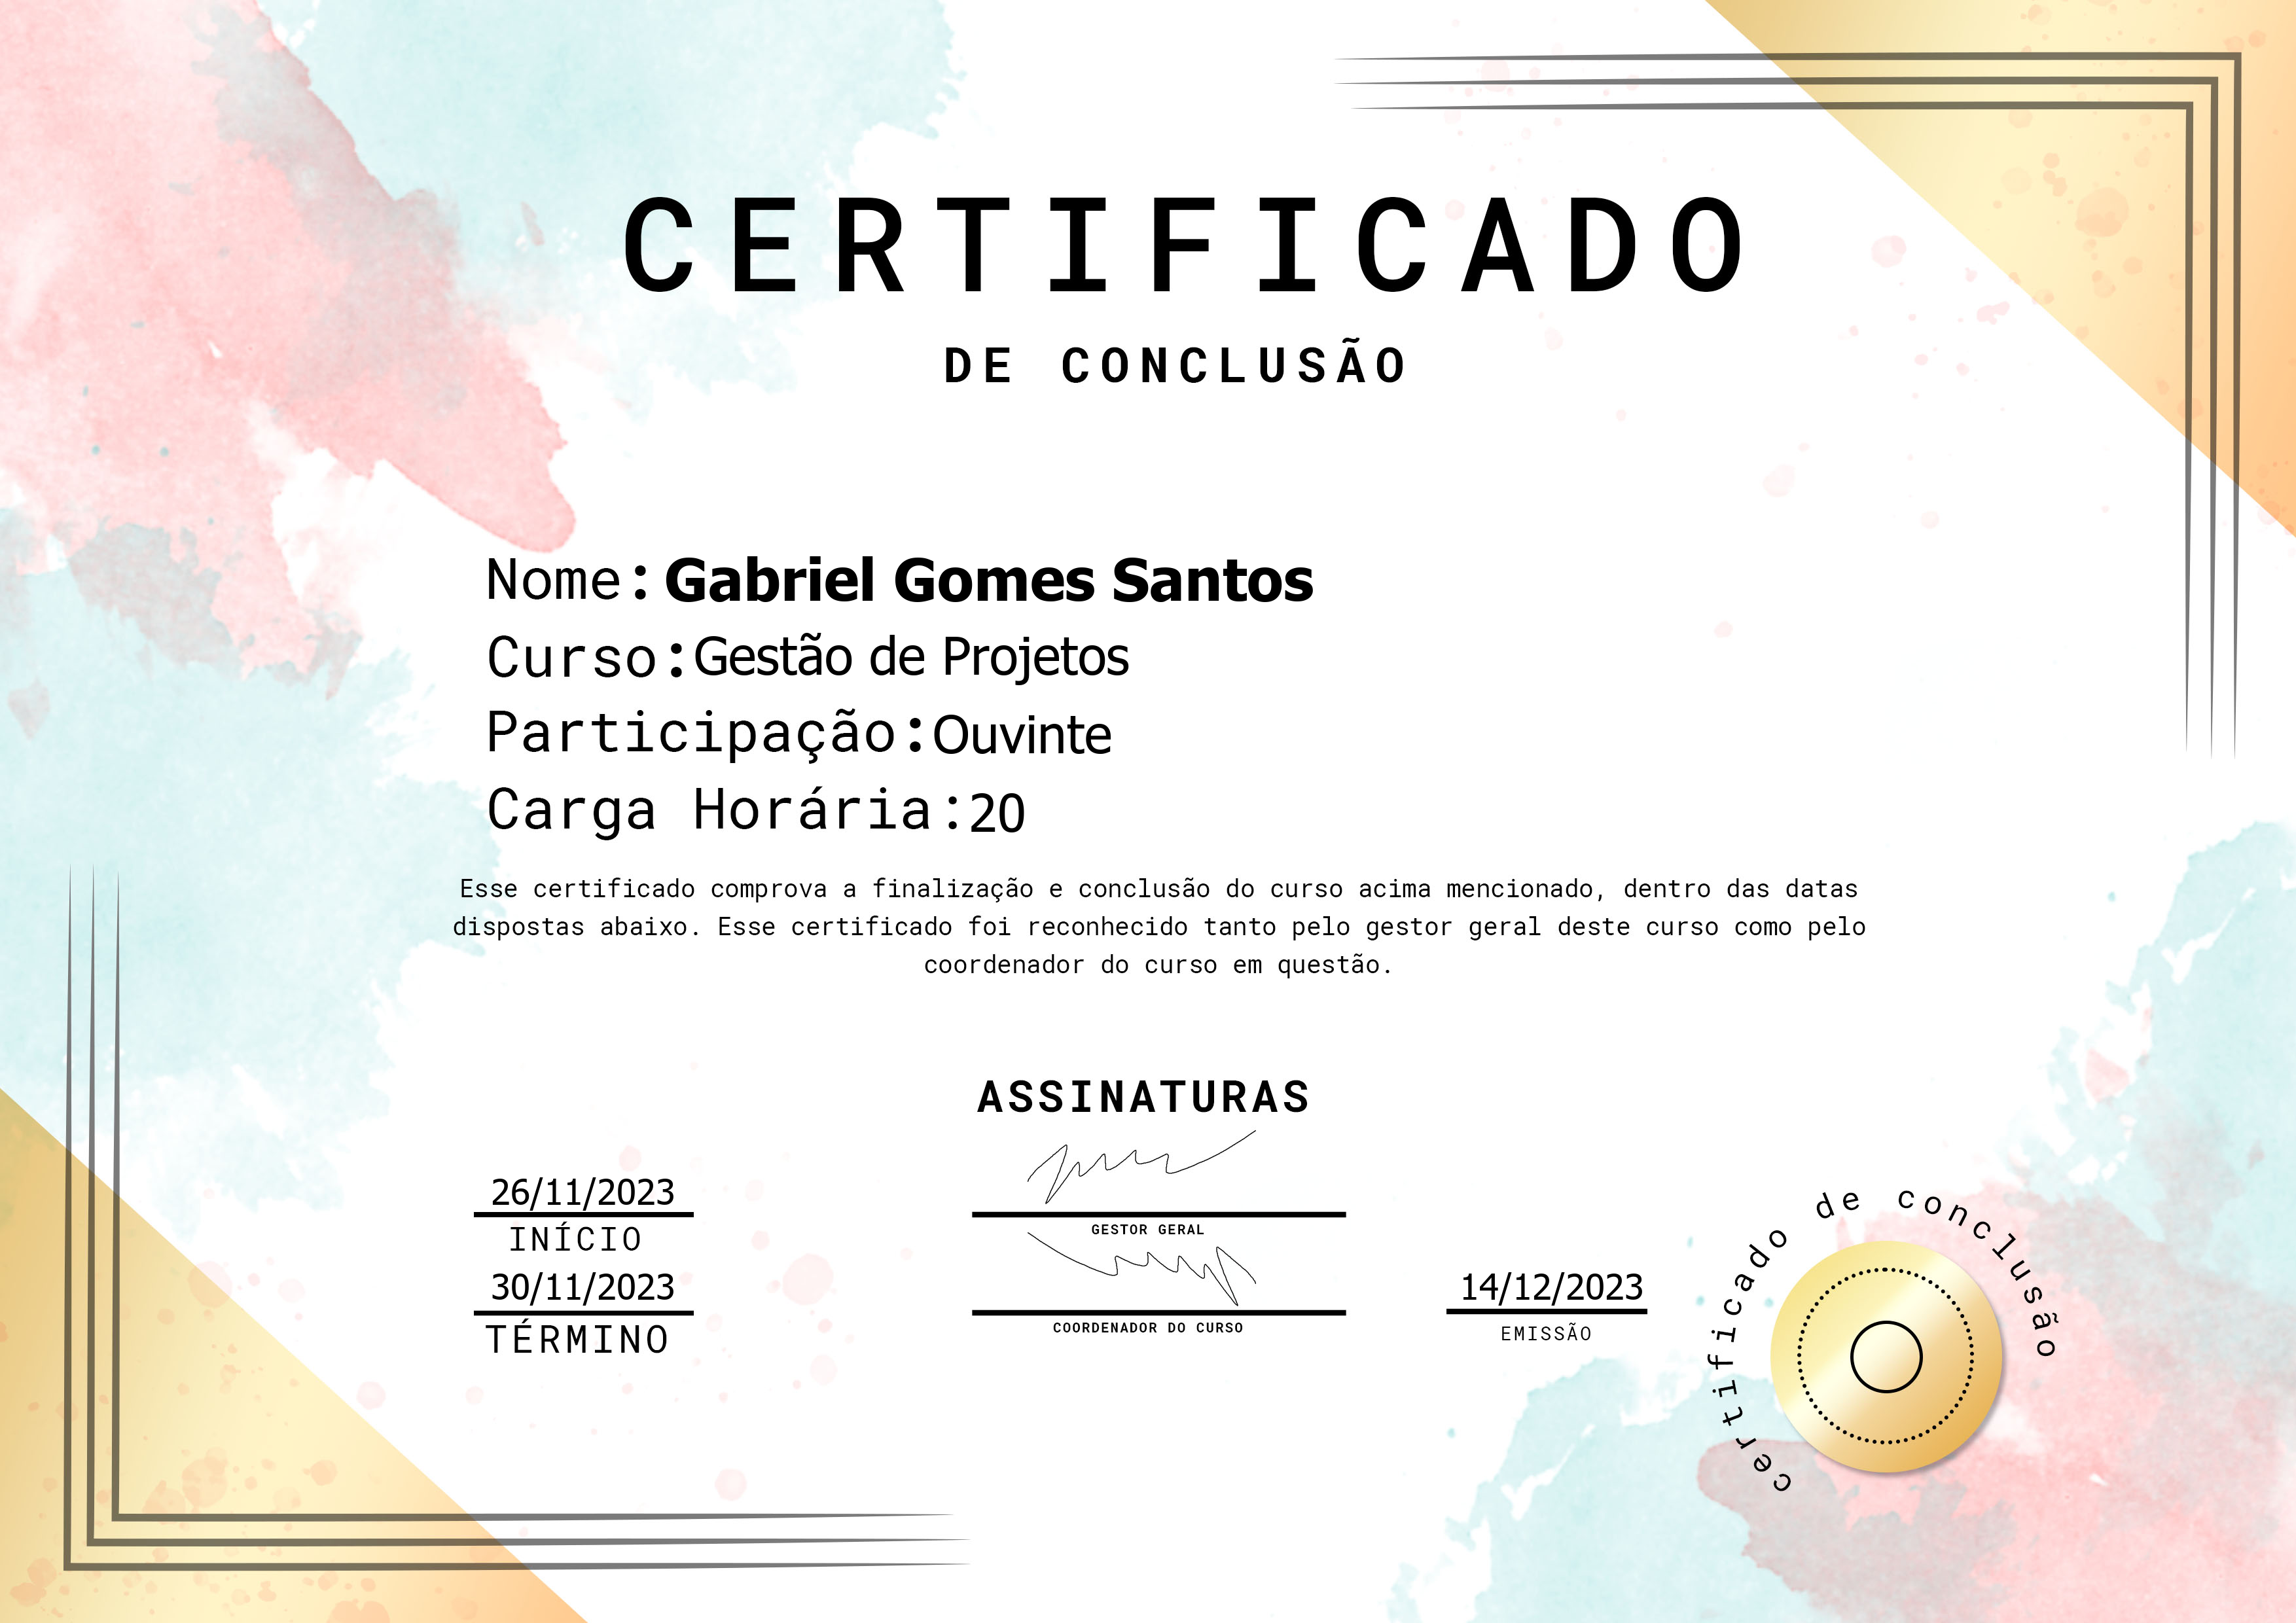 CERTIFICADO
DE CONCLUSÃO
Nome: Gabriel Gomes Santos
Curso:Gestão de Projetos
Participação:Ouvinte
Carga Horária:20
Esse certificado comprova a finalização e conclusão do curso acima mencionado, dentro das datas
dispostas abaixo. Esse certificado foi reconhecido tanto pelo gestor geral deste curso como pelo
coordenador do curso em questão.
ASSINATURAS
26/11/2023
INÍCIO
GESTOR GERAL
30/11/2023
TÉRMINO
COORDENADOR DO CURSO
14/12/2023
EMISSÃO
certificado de conclusão